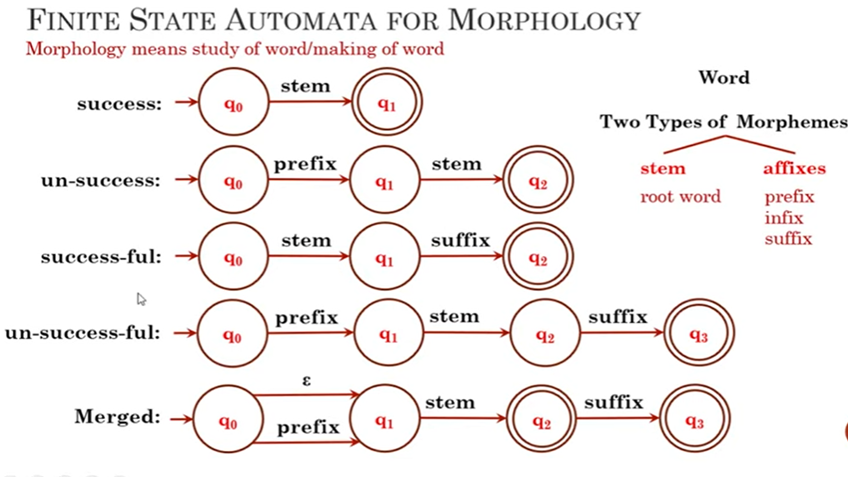 FINITE STATE AUTOMATA FOR MORPHOLOGY
Morphology means study of word/making of word
success: q0 stem q1
un-success: q0 prefix q1 stem q2
success-ful: q0 stem q1 suffix q2
un-success-ful: q0 prefix q1 stem q2 suffix q3
Merged: q0 ε prefix q1 stem q2 suffix q3
Word
Two Types of Morphemes
stem affixes
root word prefix
infix
suffix